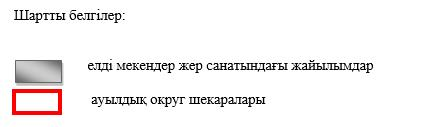 Шартты белгілер:
елді мекендер жер санатындағы жайылымдар
ауылдық округ шекаралары